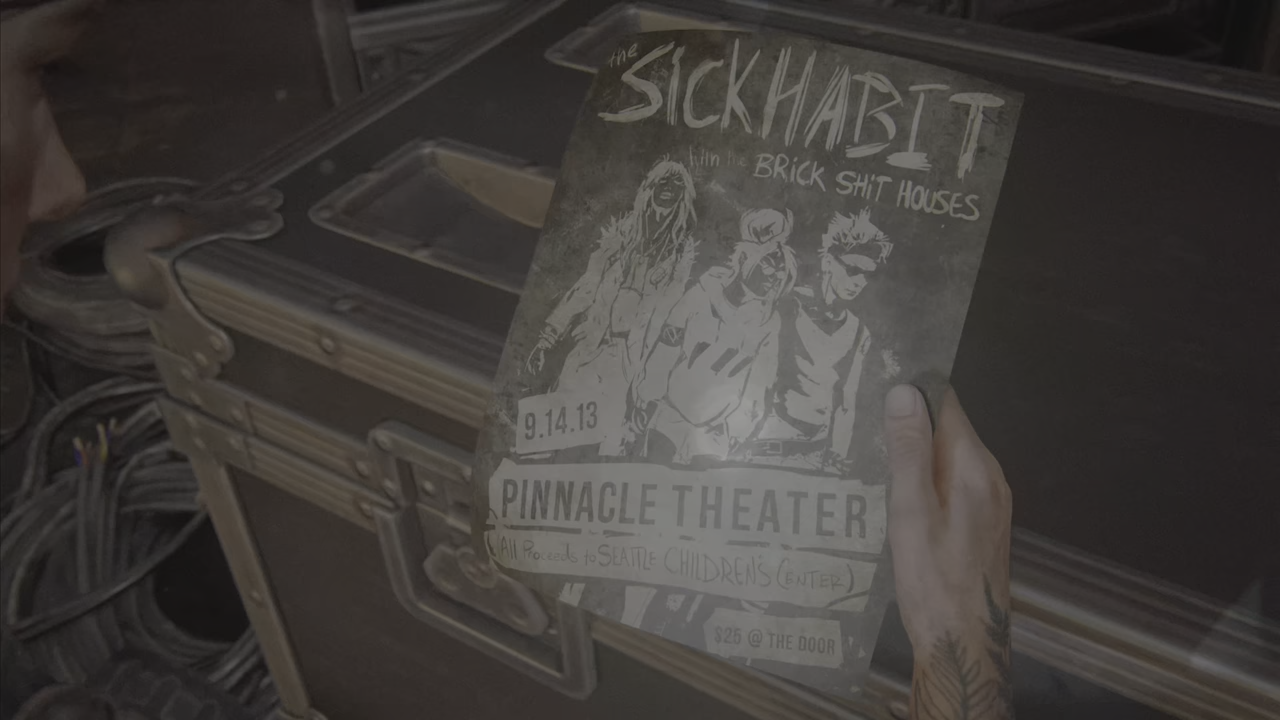 the
SICK HABIT
BRICK SHIT HOUSES
9.14.13
PINNACLE THEATER
(All Proceeds to SEATTLE CHILDREN'S CENTER)
$25 @ THE DOOR